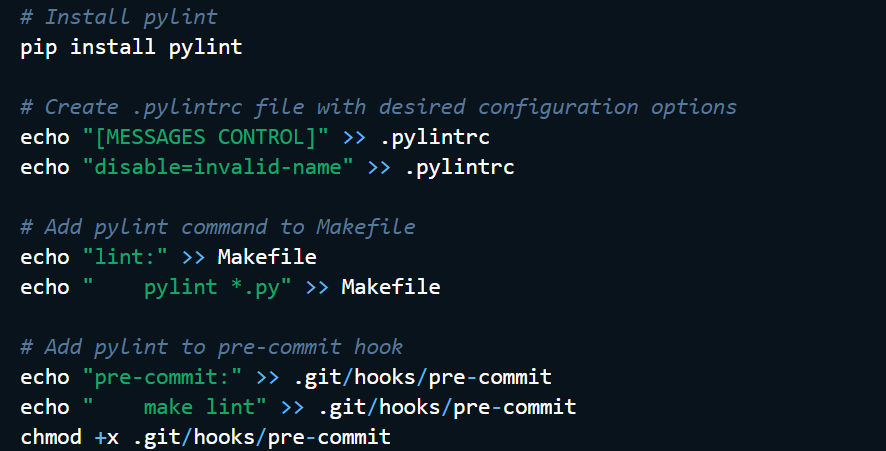 # Install pylint
pip install pylint
# Create .pylintrc file with desired configuration options
echo "[MESSAGES CONTROL]" >> .pylintrc
echo "disable=invalid-name" >> .pylintrc
# Add pylint command to Makefile
echo "lint:" >> Makefile
echo "    pylint *.py" >> Makefile
# Add pylint to pre-commit hook
echo "pre-commit:" >> .git/hooks/pre-commit
echo "    make lint" >> .git/hooks/pre-commit
chmod +x .git/hooks/pre-commit